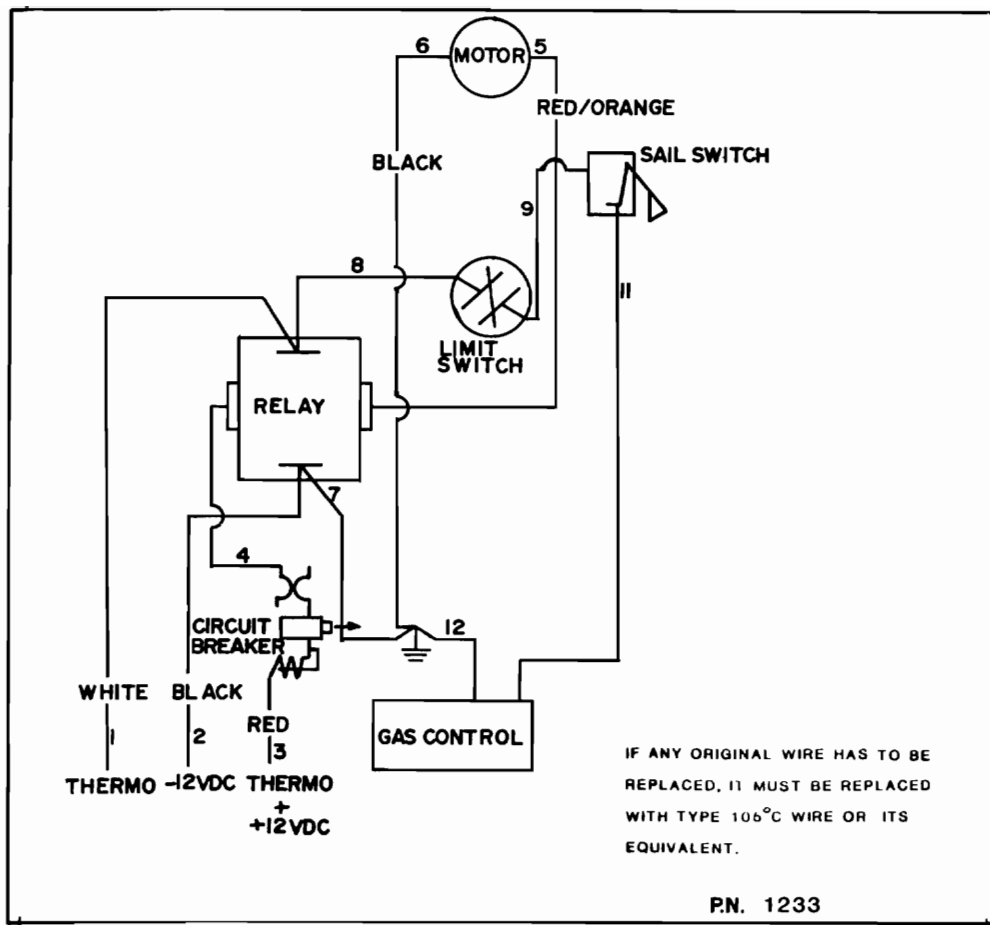 6
MOTOR
5
RED/ORANGE
BLACK
SAIL SWITCH
9
8
11
LIMIT
SWITCH
RELAY
7
4
CIRCUIT
BREAKER
12
WHITE
BLACK
RED
1
2
3
GAS CONTROL
THERMO
-12VDC
THERMO
+
+12VDC
IF ANY ORIGINAL WIRE HAS TO BE
REPLACED, IT MUST BE REPLACED
WITH TYPE 105°C WIRE OR ITS
EQUIVALENT.
P.N. 1233